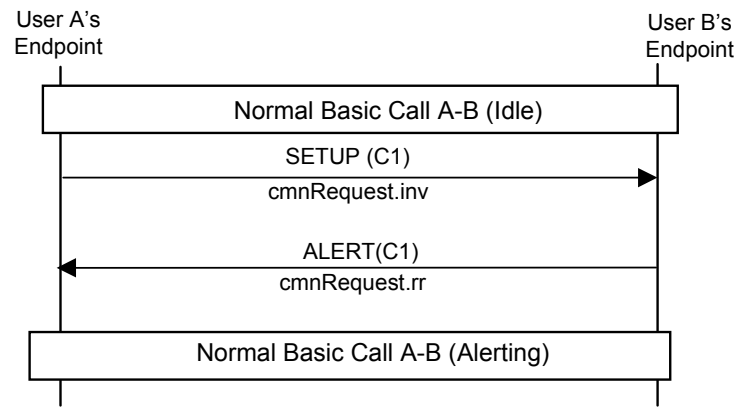 User A's
Endpoint
User B's
Endpoint
Normal Basic Call A-B (Idle)
SETUP (C1)
cmnRequest.inv
ALERT(C1)
cmnRequest.rr
Normal Basic Call A-B (Alerting)